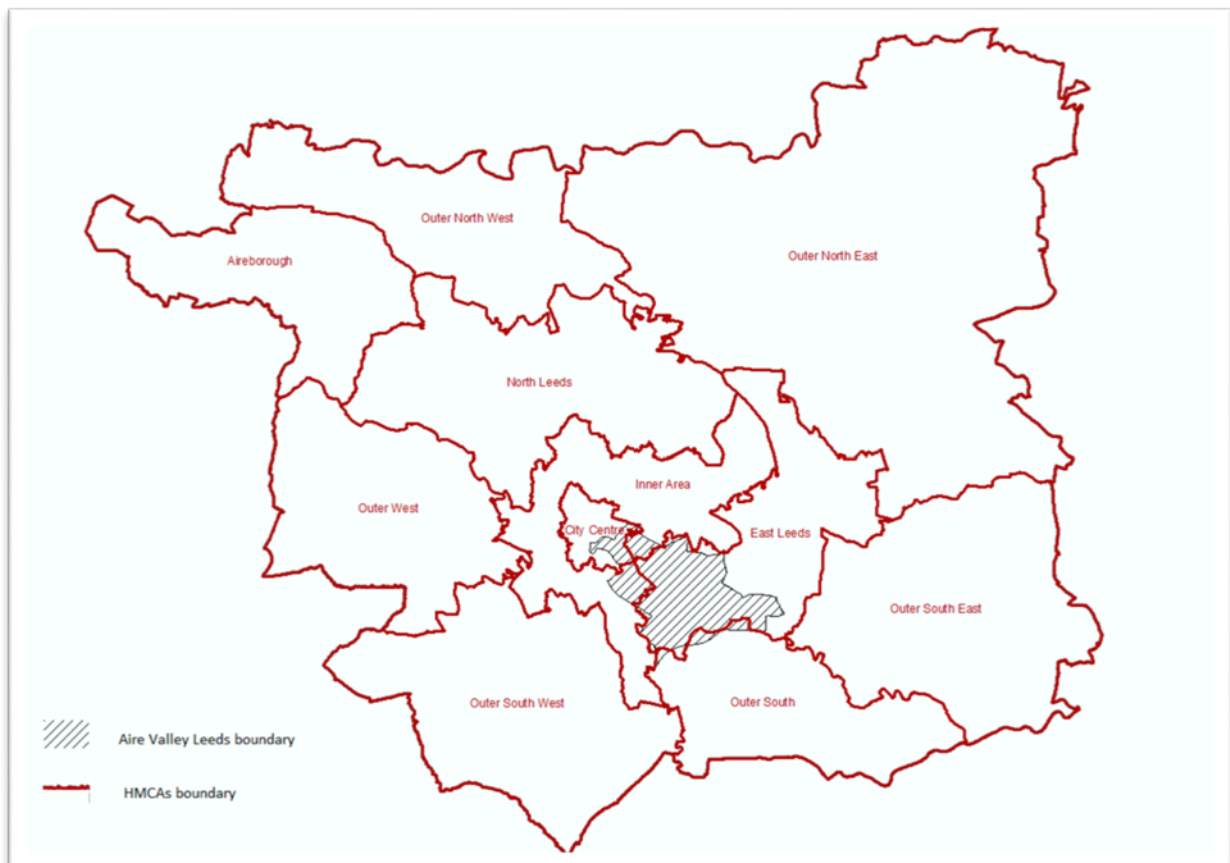 Outer North West
Outer North East
Aireborough
North Leeds
Inner Area
Outer West
City Centre
East Leeds
Outer South East
Outer South West
Outer South
Aire Valley Leeds boundary
HMCAs boundary